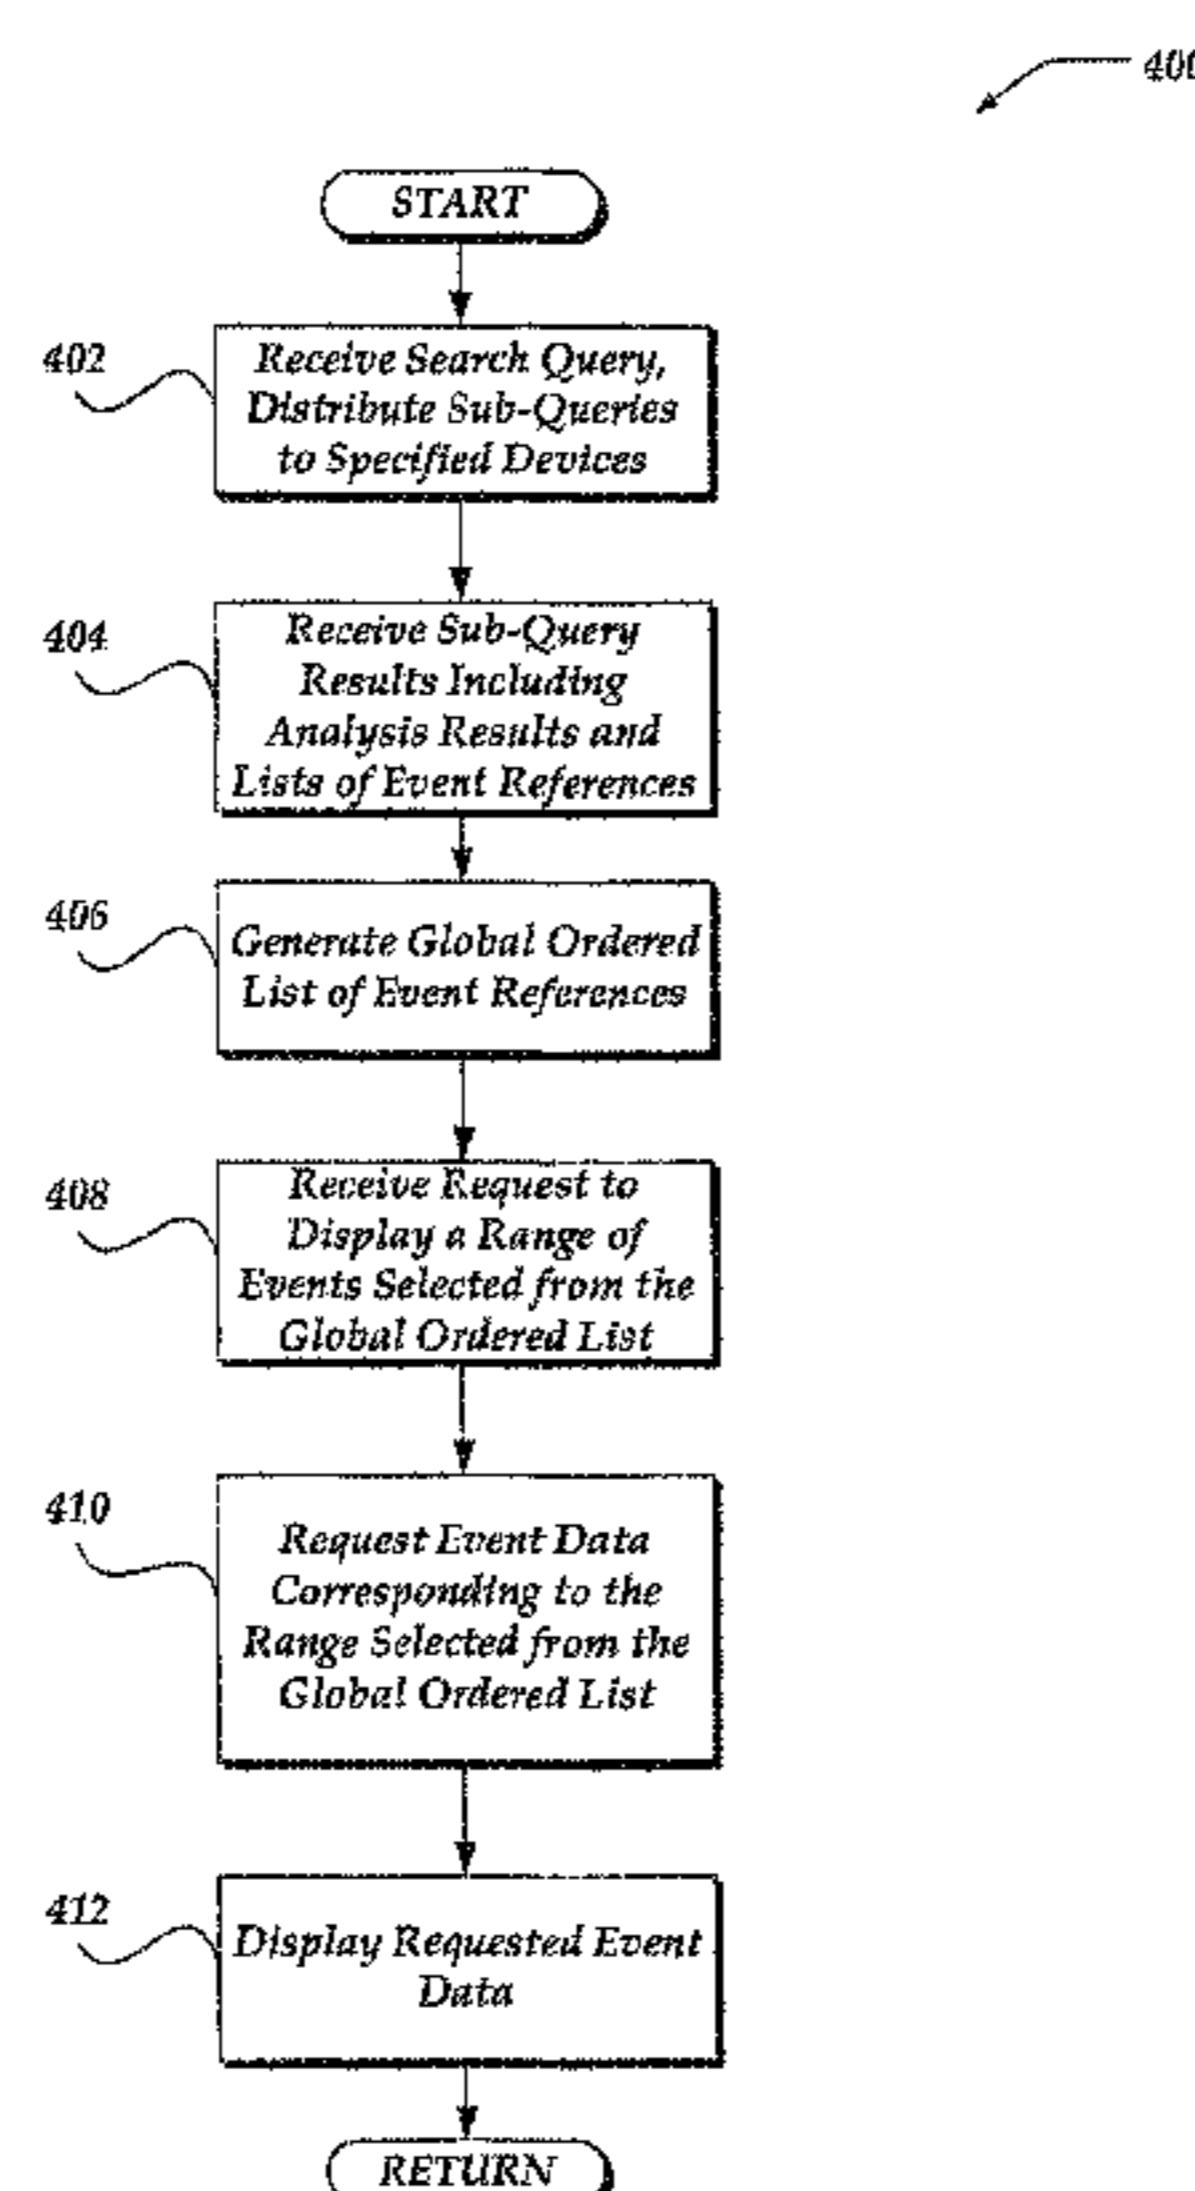 400
START
402
Receive Search Query,
Distribute Sub-Queries
to Specified Devices
404
Receive Sub-Query
Results Including
Analysis Results and
Lists of Event References
406
Generate Global Ordered
List of Event References
408
Receive Request to
Display a Range of
Events Selected from the
Global Ordered List
410
Request Event Data
Corresponding to the
Range Selected from the
Global Ordered List
412
Display Requested Event
Data
RETURN